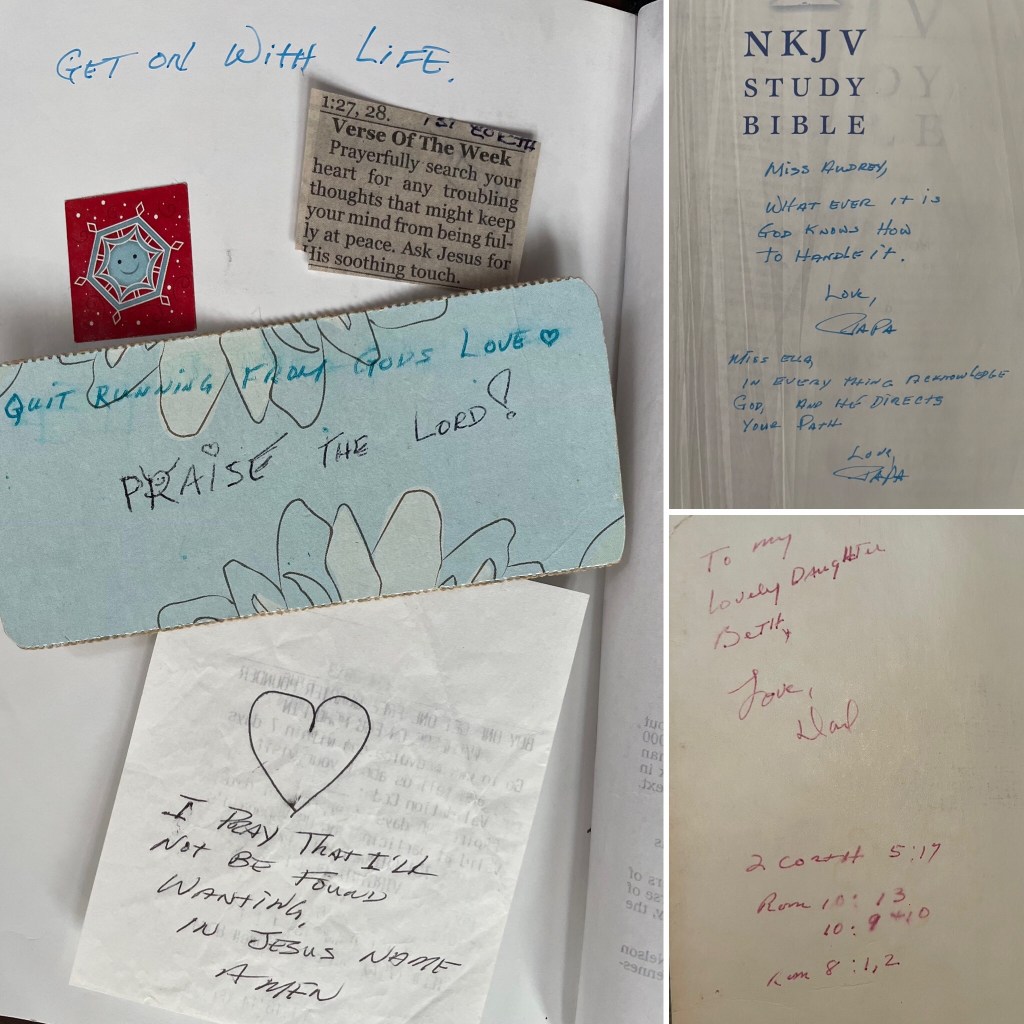 GET ON WITH LIFE.
1:27, 28. 1ST CORTH
Verse Of The Week
Prayerfully search your
heart for any troubling
thoughts that might keep
your mind from being ful-
ly at peace. Ask Jesus for
His soothing touch.
QUIT RUNNING FROM GODS LOVE
PRAISE THE LORD!
I PRAY THAT I'LL
NOT BE FOUND
WANTING,
IN JESUS NAME
AMEN
NKJV
STUDY
BIBLE
MISS AUDREY,
WHAT EVER IT IS
GOD KNOWS HOW
TO HANDLE IT.
LOVE,
PAPA
MISS ELLA,
IN EVERY THING ACKNOWLEDGE
GOD, AND HE DIRECTS
YOUR PATH
LOVE,
PAPA
To my
Lovely DAUGHTER
BETH,
Love,
Dad
2 CORTH 5:17
Rom 10: 13
10: 9 +10
Rom 8:1,2